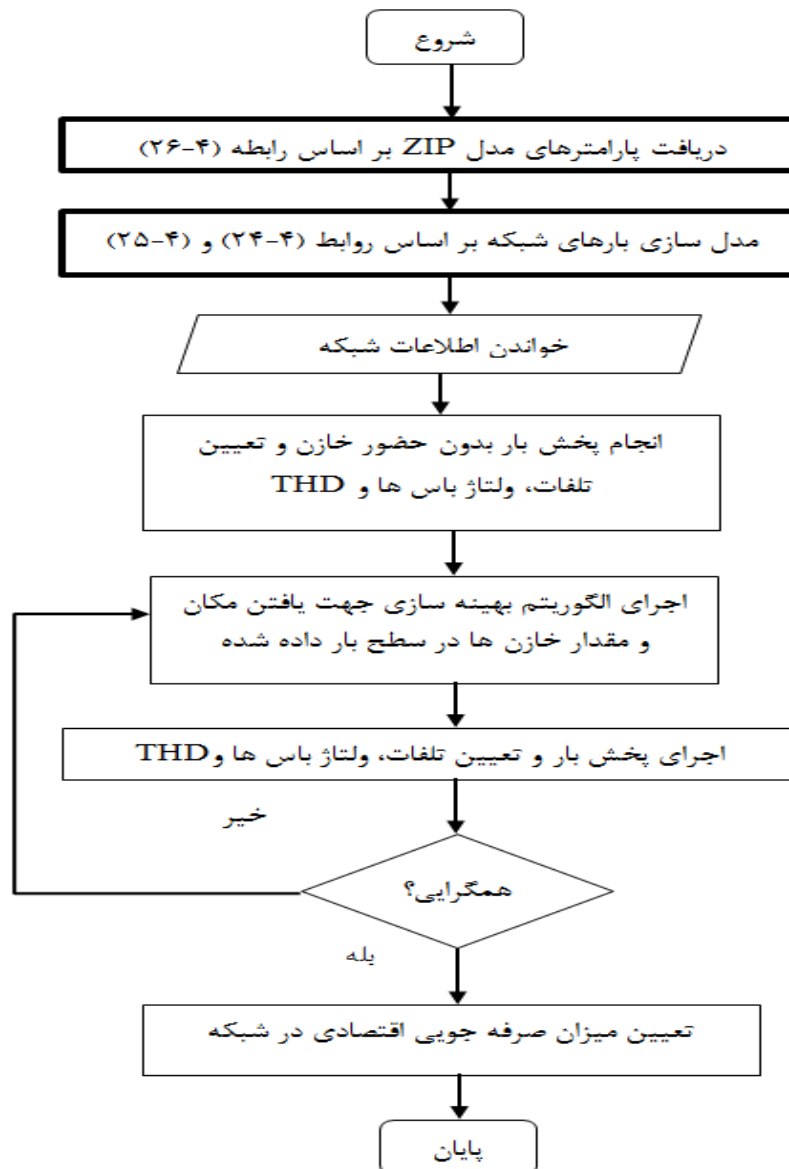 شروع
دریافت پارامترهای مدل ZIP بر اساس رابطه (۴-۲۶)
مدل سازی بارهای شبکه بر اساس روابط (۴-۲۴) و (۴-۲۵)
خواندن اطلاعات شبکه
انجام پخش بار بدون حضور خازن و تعیین
تلفات، ولتاژ باس ها و THD
اجرای الگوریتم بهینه سازی جهت یافتن مکان
و مقدار خازن ها در سطح بار داده شده
اجرای پخش بار و تعیین تلفات، ولتاژ باس ها وTHD
خیر
همگرایی؟
بله
تعیین میزان صرفه جویی اقتصادی در شبکه
پایان